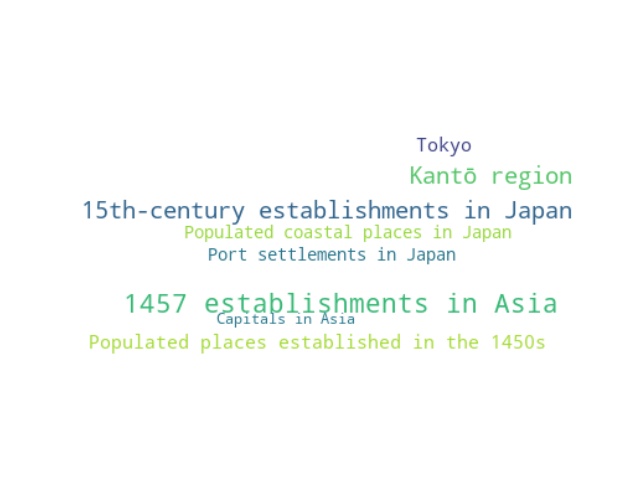 Tokyo
Kantō region
15th-century establishments in Japan
Populated coastal places in Japan
Port settlements in Japan
1457 establishments in Asia
Capitals in Asia
Populated places established in the 1450s